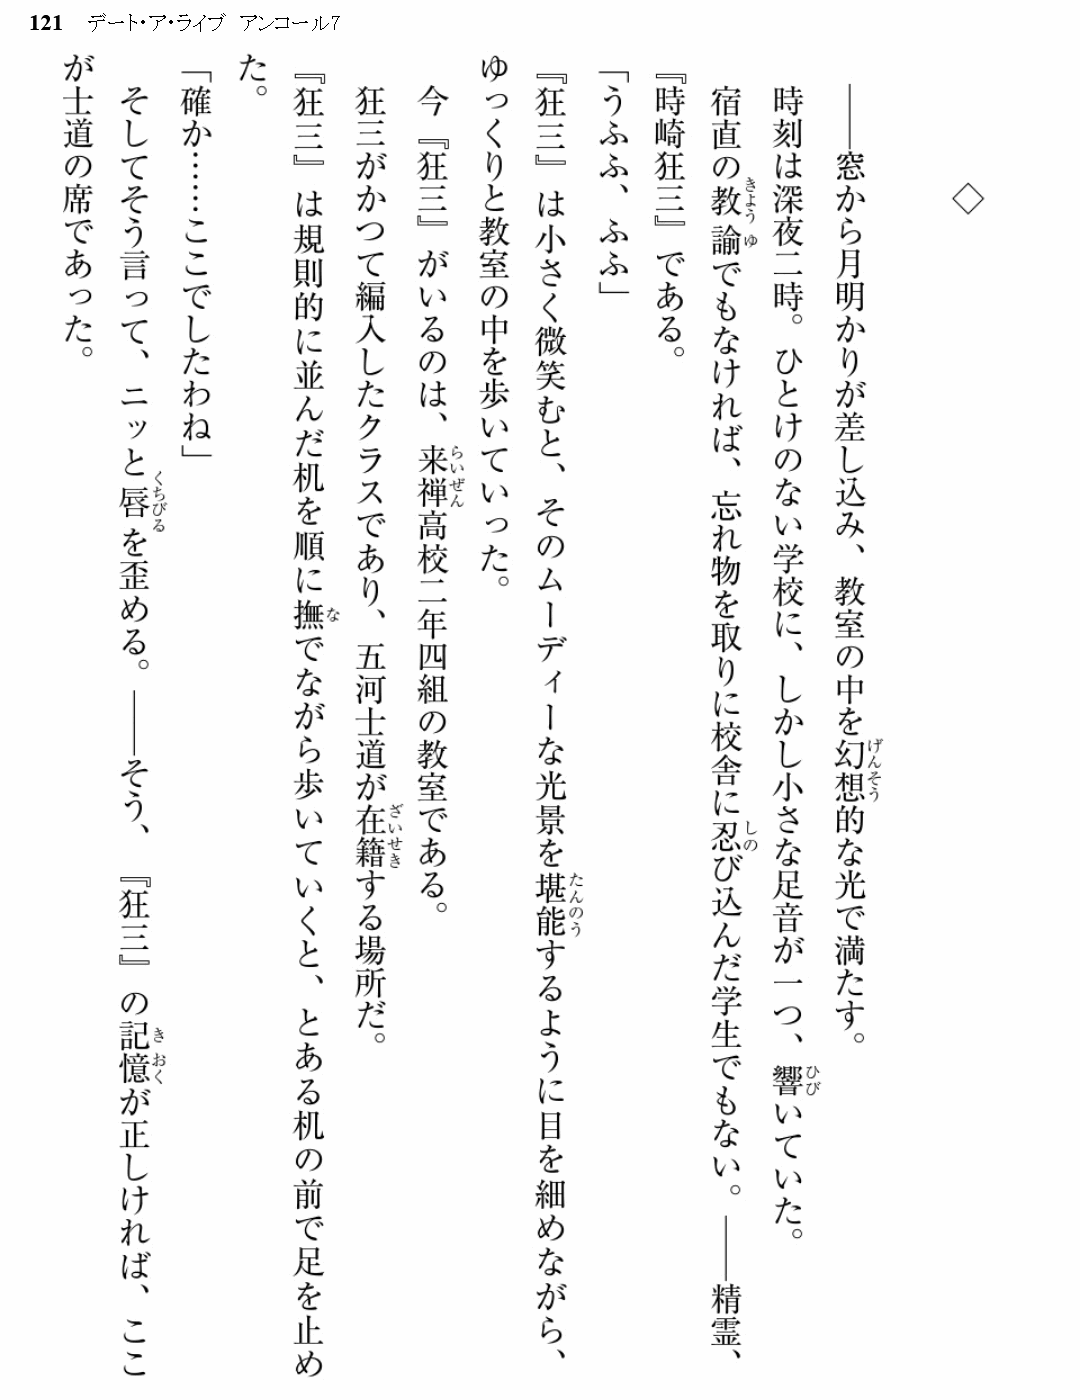 121 デート・ア・ライブ アンコール7
◇
――窓から月明かりが差し込み、教室の中を幻想的な光で満たす。
時刻は深夜二時。ひとけのない学校に、しかし小さな足音が一つ、響いていた。
宿直の教諭でもなければ、忘れ物を取りに校舎に忍び込んだ学生でもない。――精霊、
『時崎狂三』である。
「うふふ、ふふ」
『狂三』は小さく微笑むと、そのムーディーな光景を堪能するように目を細めながら、
ゆっくりと教室の中を歩いていった。
今『狂三』がいるのは、来禅高校二年四組の教室である。
狂三がかつて編入したクラスであり、五河士道が在籍する場所だ。
『狂三』は規則的に並んだ机を順に撫でながら歩いていくと、とある机の前で足を止め
た。
「確か……ここでしたわね」
そしてそう言って、ニッと唇を歪める。――そう、『狂三』の記憶が正しければ、ここ
が士道の席であった。